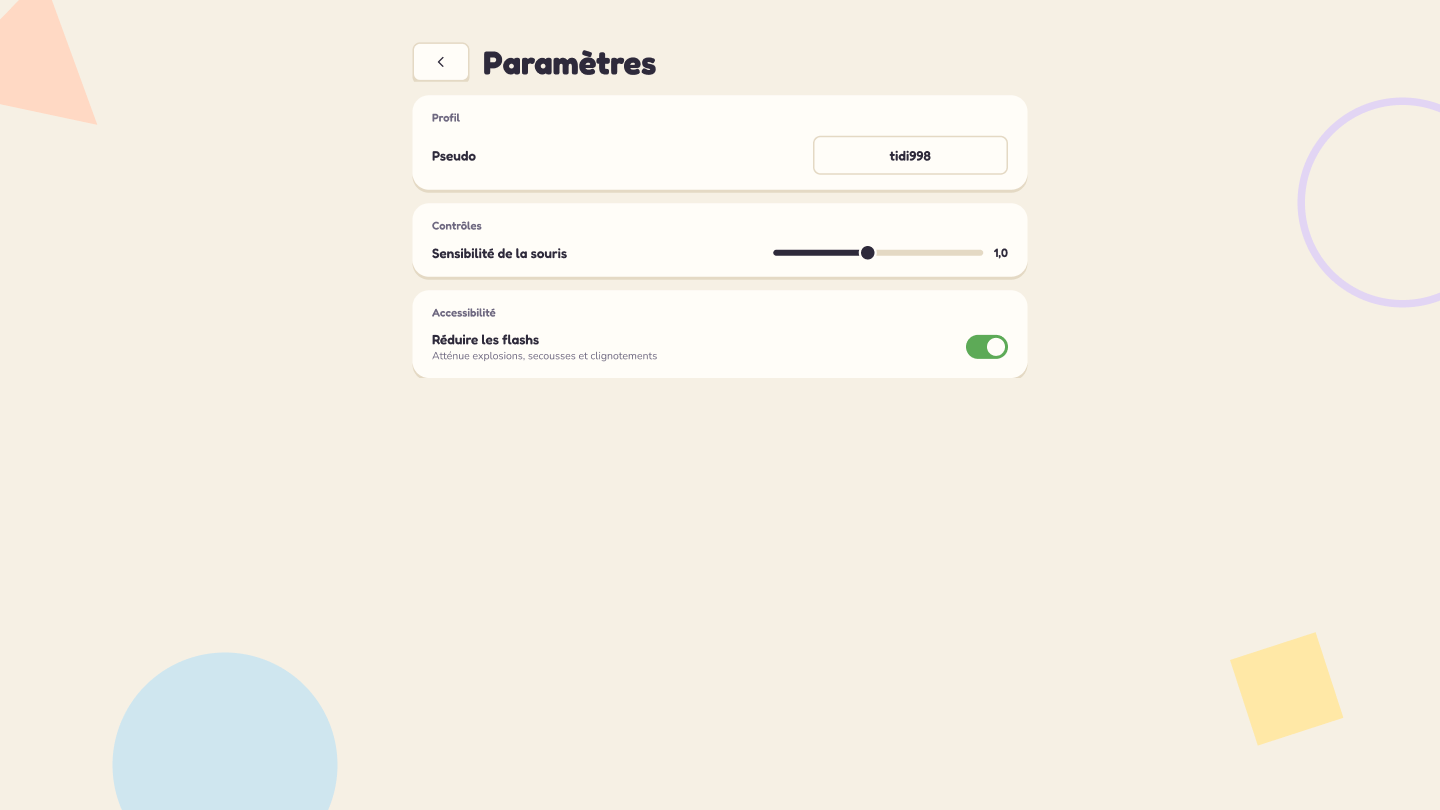 Paramètres
Profil
Pseudo
tidi998
Contrôles
Sensibilité de la souris
1,0
Accessibilité
Réduire les flashs
Atténue explosions, secousses et clignotements